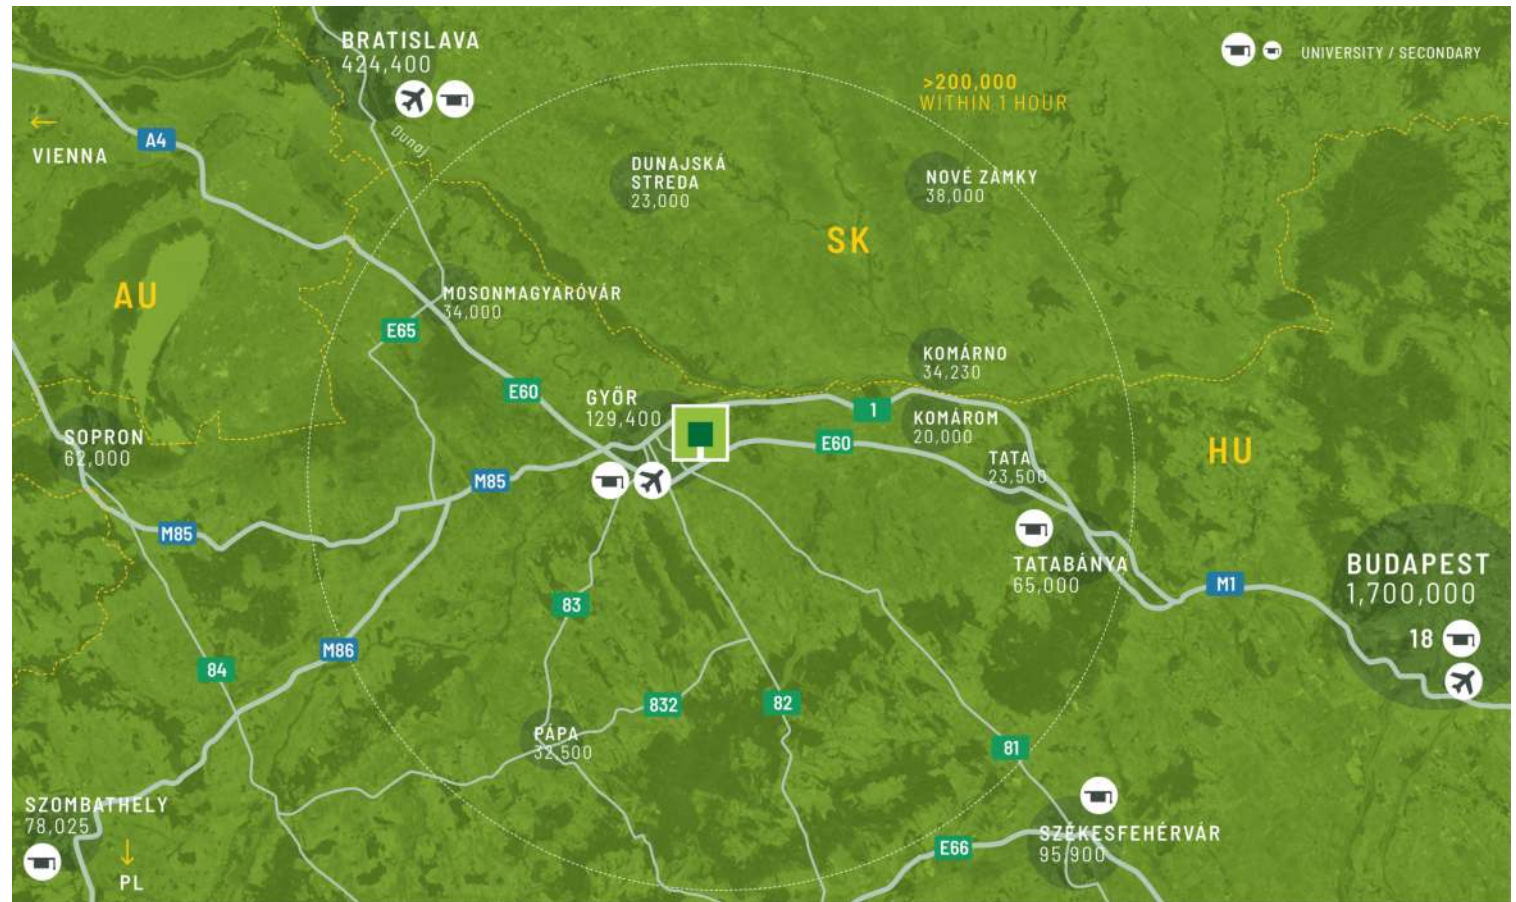 BRATISLAVA
424,400
UNIVERSITY / SECONDARY
>200,000
WITHIN 1 HOUR
A4
VIENNA
Dunaj
DUNAJSKÁ
STREDA
23,000
NOVÉ ZÀMKY
38,000
SK
AU
MOSONMAGYARÓVÁR
34,000
E65
KOMÁRNO
34,230
E60
GYŐR
129,400
1
KOMÁROM
20,000
E60
HU
SOPRON
62,000
TATA
23,500
M85
M85
TATABÁNYA
65,000
BUDAPEST
1,700,000
M1
83
18
M86
84
832
82
PÁPA
32,500
81
SZOMBATHELY
78,025
SZÉKESFEHÉRVÁR
95,900
E66
PL